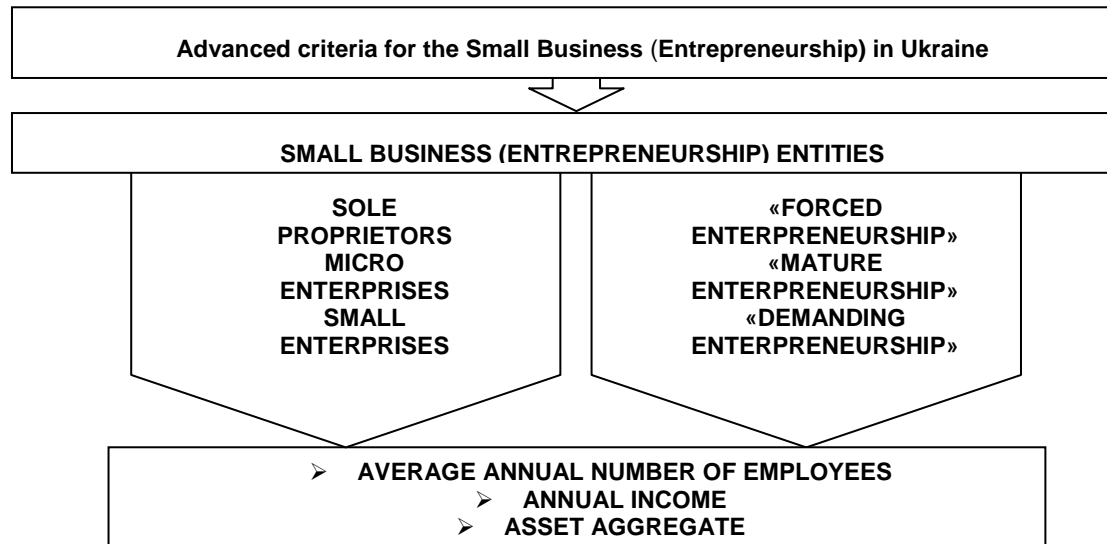 Advanced criteria for the Small Business (Entrepreneurship) in Ukraine
SMALL BUSINESS (ENTREPRENEURSHIP) ENTITIES
SOLE
PROPRIETORS
MICRO
ENTERPRISES
SMALL
ENTERPRISES
«FORCED
ENTERPRENEURSHIP»
«MATURE
ENTERPRENEURSHIP»
«DEMANDING
ENTERPRENEURSHIP»
➢ AVERAGE ANNUAL NUMBER OF EMPLOYEES
➢ ANNUAL INCOME
➢ ASSET AGGREGATE